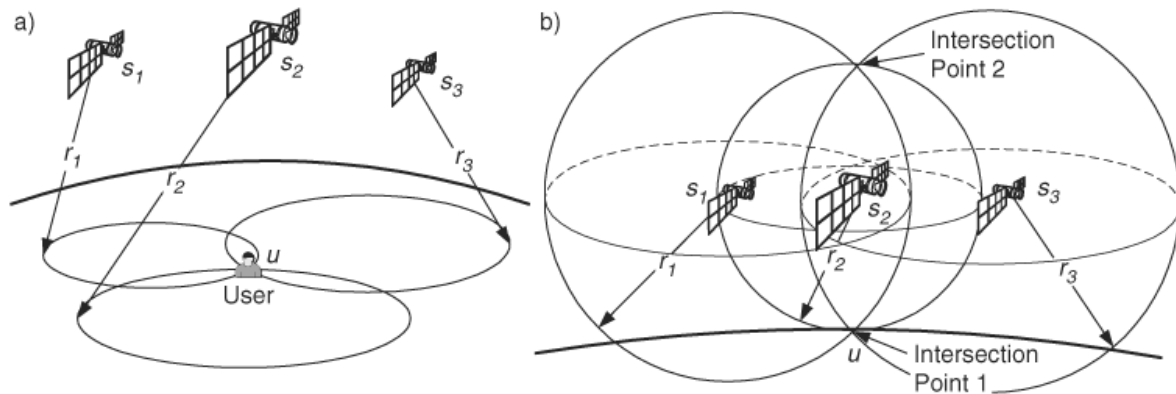 a)
s1
s2
s3
r1
r2
r3
u
User
b)
Intersection
Point 2
s1
s2
s3
r1
r2
r3
u
Intersection
Point 1